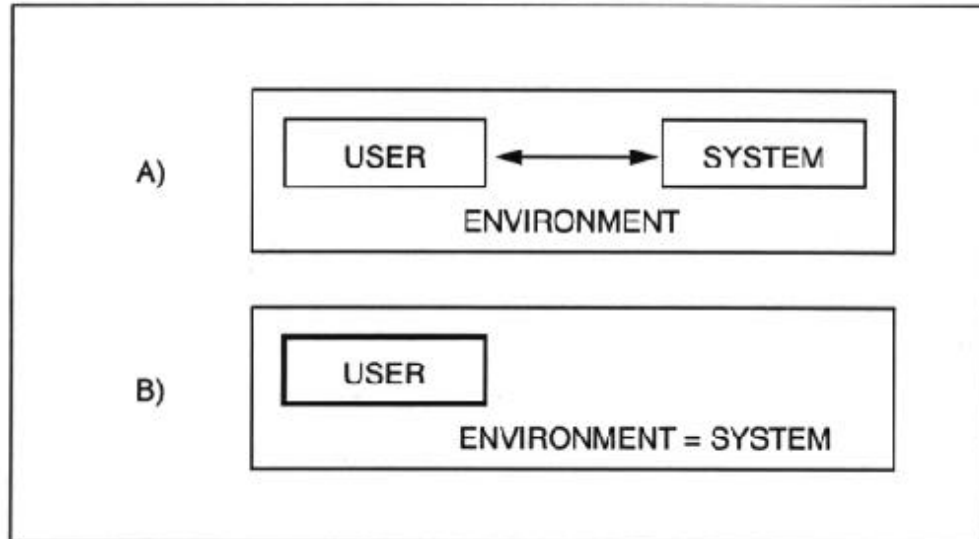 A)
USER
SYSTEM
ENVIRONMENT
B)
USER
ENVIRONMENT = SYSTEM